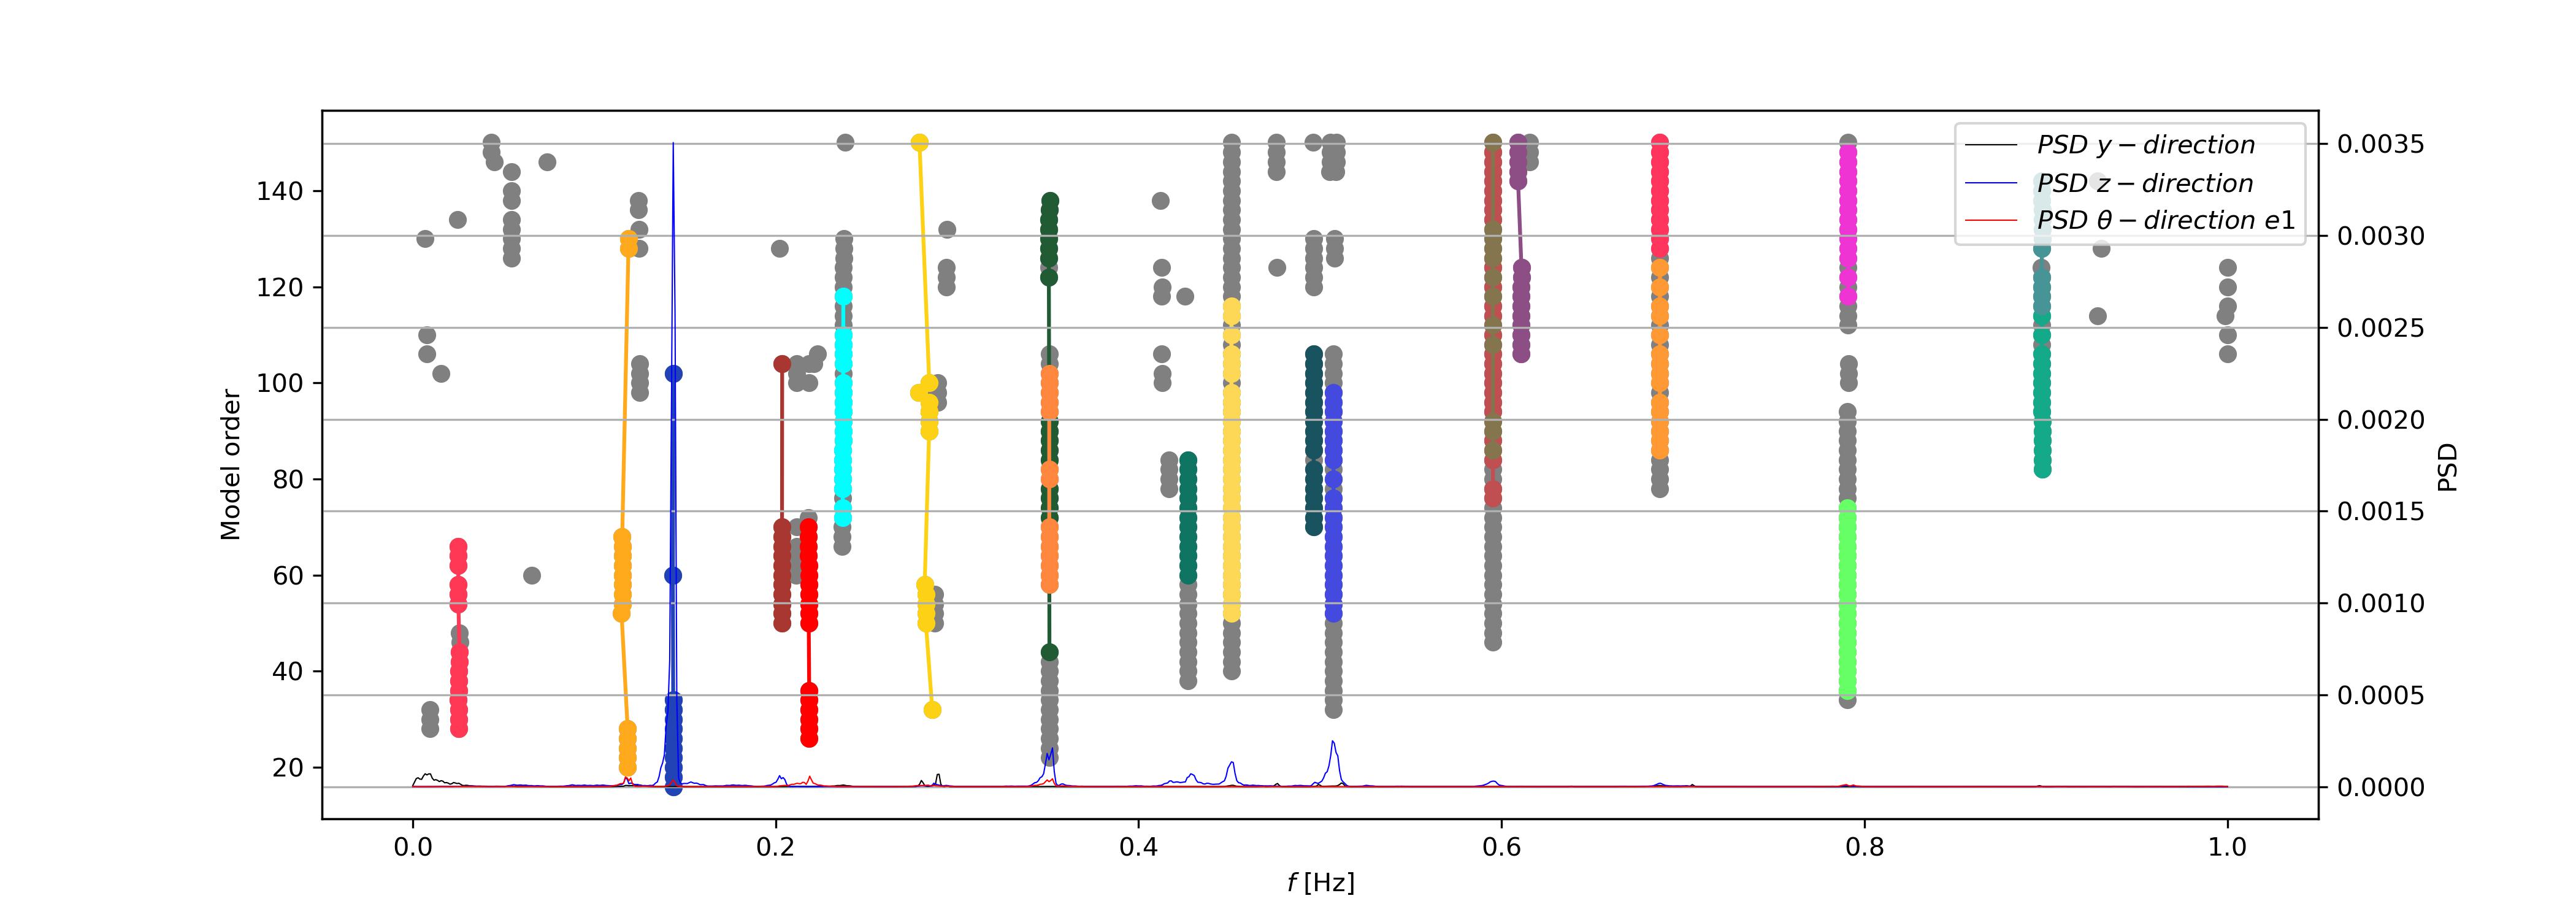 PSD y − direction
PSD z − direction
PSD θ − direction e1
140
120
100
80
60
40
20
Model order
0.0035
0.0030
0.0025
0.0020
0.0015
0.0010
0.0005
0.0000
PSD
0.0 0.2 0.4 0.6 0.8 1.0
f [Hz]